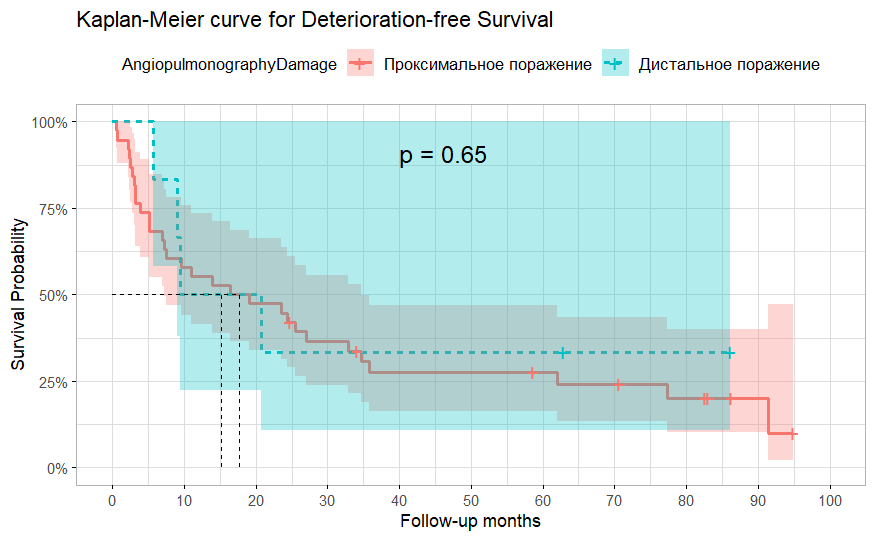 Kaplan-Meier curve for Deterioration-free Survival
AngiopulmonographyDamage Проксимальное поражение Дистальное поражение
100%
75%
50%
25%
0%
p = 0.65
Survival Probability
0 10 20 30 40 50 60 70 80 90 100
Follow-up months